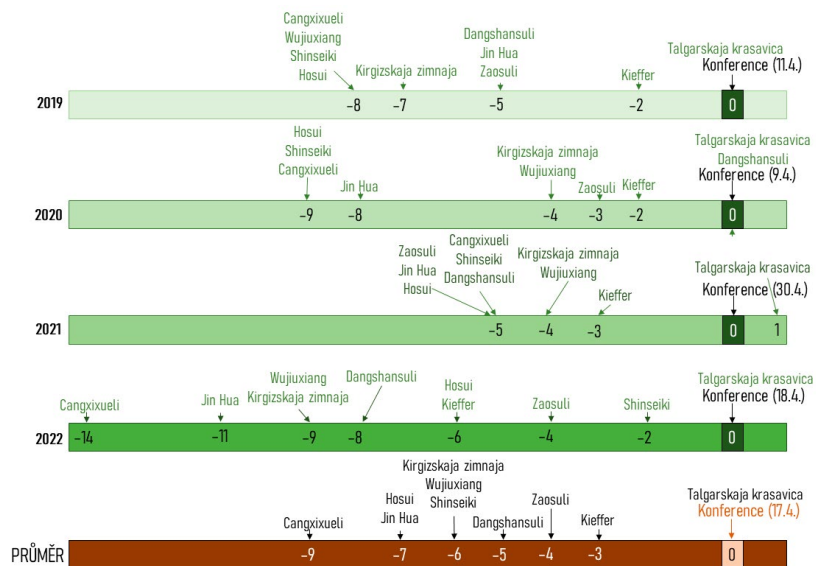 Cangxixueli
Wujiuxiang
Shinseiki
Hosui
Kirgizskaja zimnaja
Dangshansuli
Jin Hua
Zaosuli
Kieffer
Talgarskaja krasavica
Konference (11.4.)
2019
-8
-7
-5
-2
0
Hosui
Shinseiki
Cangxixueli
Jin Hua
Kirgizskaja zimnaja
Wujiuxiang
Zaosuli
Kieffer
Talgarskaja krasavica
Dangshansuli
Konference (9.4.)
2020
-9
-8
-4
-3
-2
0
Zaosuli
Jin Hua
Hosui
Cangxixueli
Shinseiki
Dangshansuli
Kirgizskaja zimnaja
Wujiuxiang
Kieffer
Talgarskaja krasavica
Konference (30.4.)
2021
-5
-4
-3
0
1
Cangxixueli
Jin Hua
Wujiuxiang
Kirgizskaja zimnaja
Dangshansuli
Hosui
Kieffer
Zaosuli
Shinseiki
Talgarskaja krasavica
Konference (18.4.)
2022
-14
-11
-9
-8
-6
-4
-2
0
Cangxixueli
Hosui
Jin Hua
Kirgizskaja zimnaja
Wujiuxiang
Shinseiki
Dangshansuli
Zaosuli
Kieffer
Talgarskaja krasavica
Konference (17.4.)
PRŮMĚR
-9
-7
-6
-5
-4
-3
0